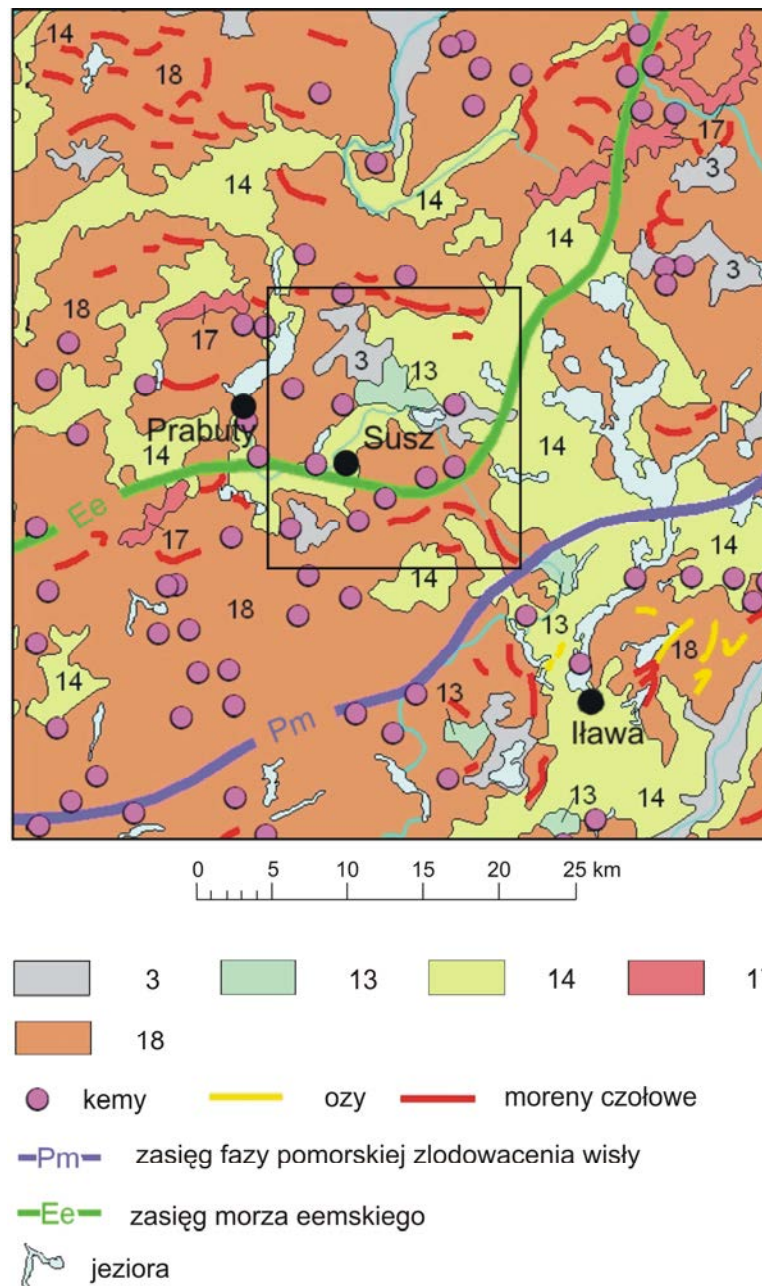 14
18
17
3
14
14
14
3
18
17
3
13
Prabuty
Susz
14
14
Ee
17
14
18
14
13
18
14
Pm
13
Iława
13
14
0 5 10 15 20 25 km
3 13 14 17
18
kemy ozy moreny czołowe
Pm zasięg fazy pomorskiej zlodowacenia wisły
Ee zasięg morza eemskiego
jeziora